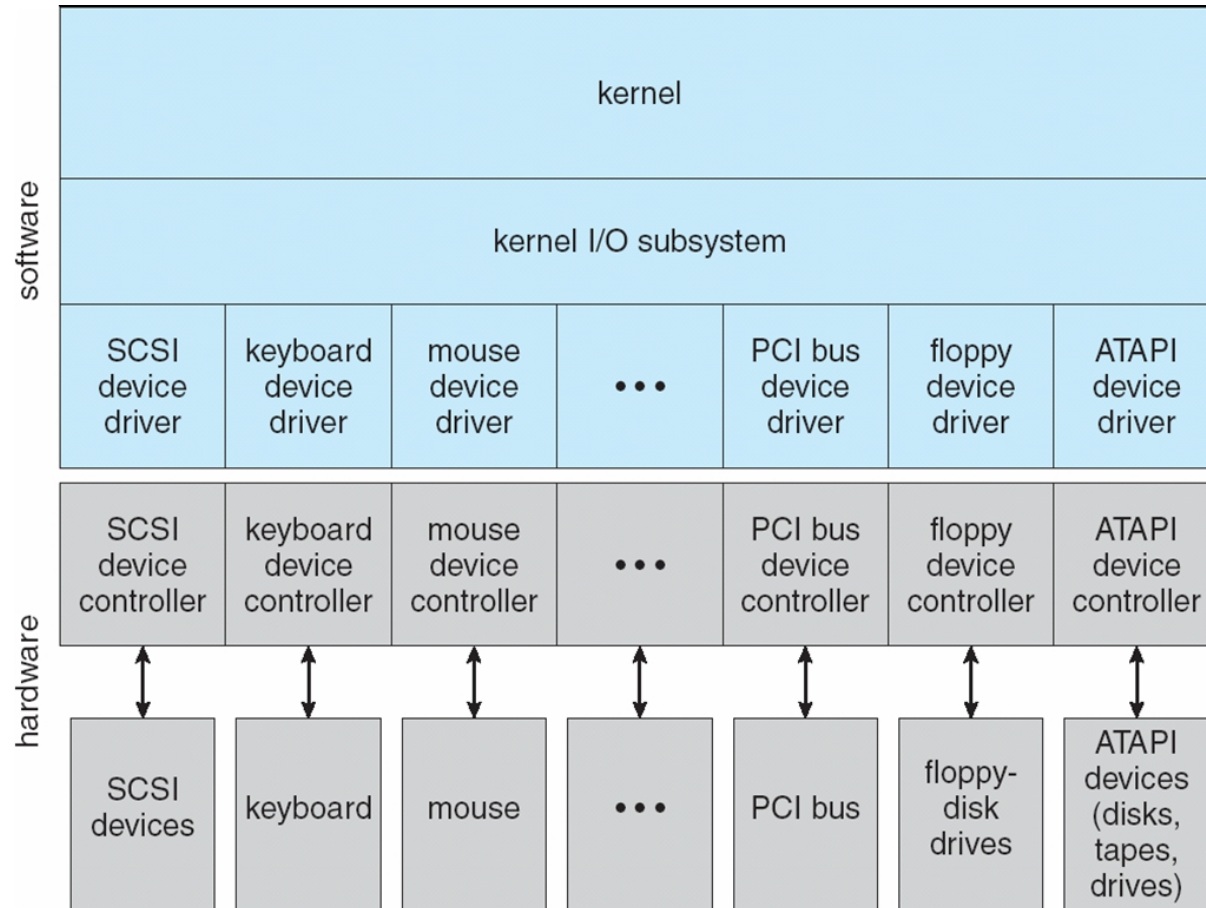 kernel
kernel I/O subsystem
software
SCSI
device
driver
keyboard
device
driver
mouse
device
driver
•••
PCI bus
device
driver
floppy
device
driver
ATAPI
device
driver
hardware
SCSI
device
controller
keyboard
device
controller
mouse
device
controller
•••
PCI bus
device
controller
floppy
device
controller
ATAPI
device
controller
SCSI
devices
keyboard
mouse
•••
PCI bus
floppy-
disk
drives
ATAPI
devices
(disks,
tapes,
drives)